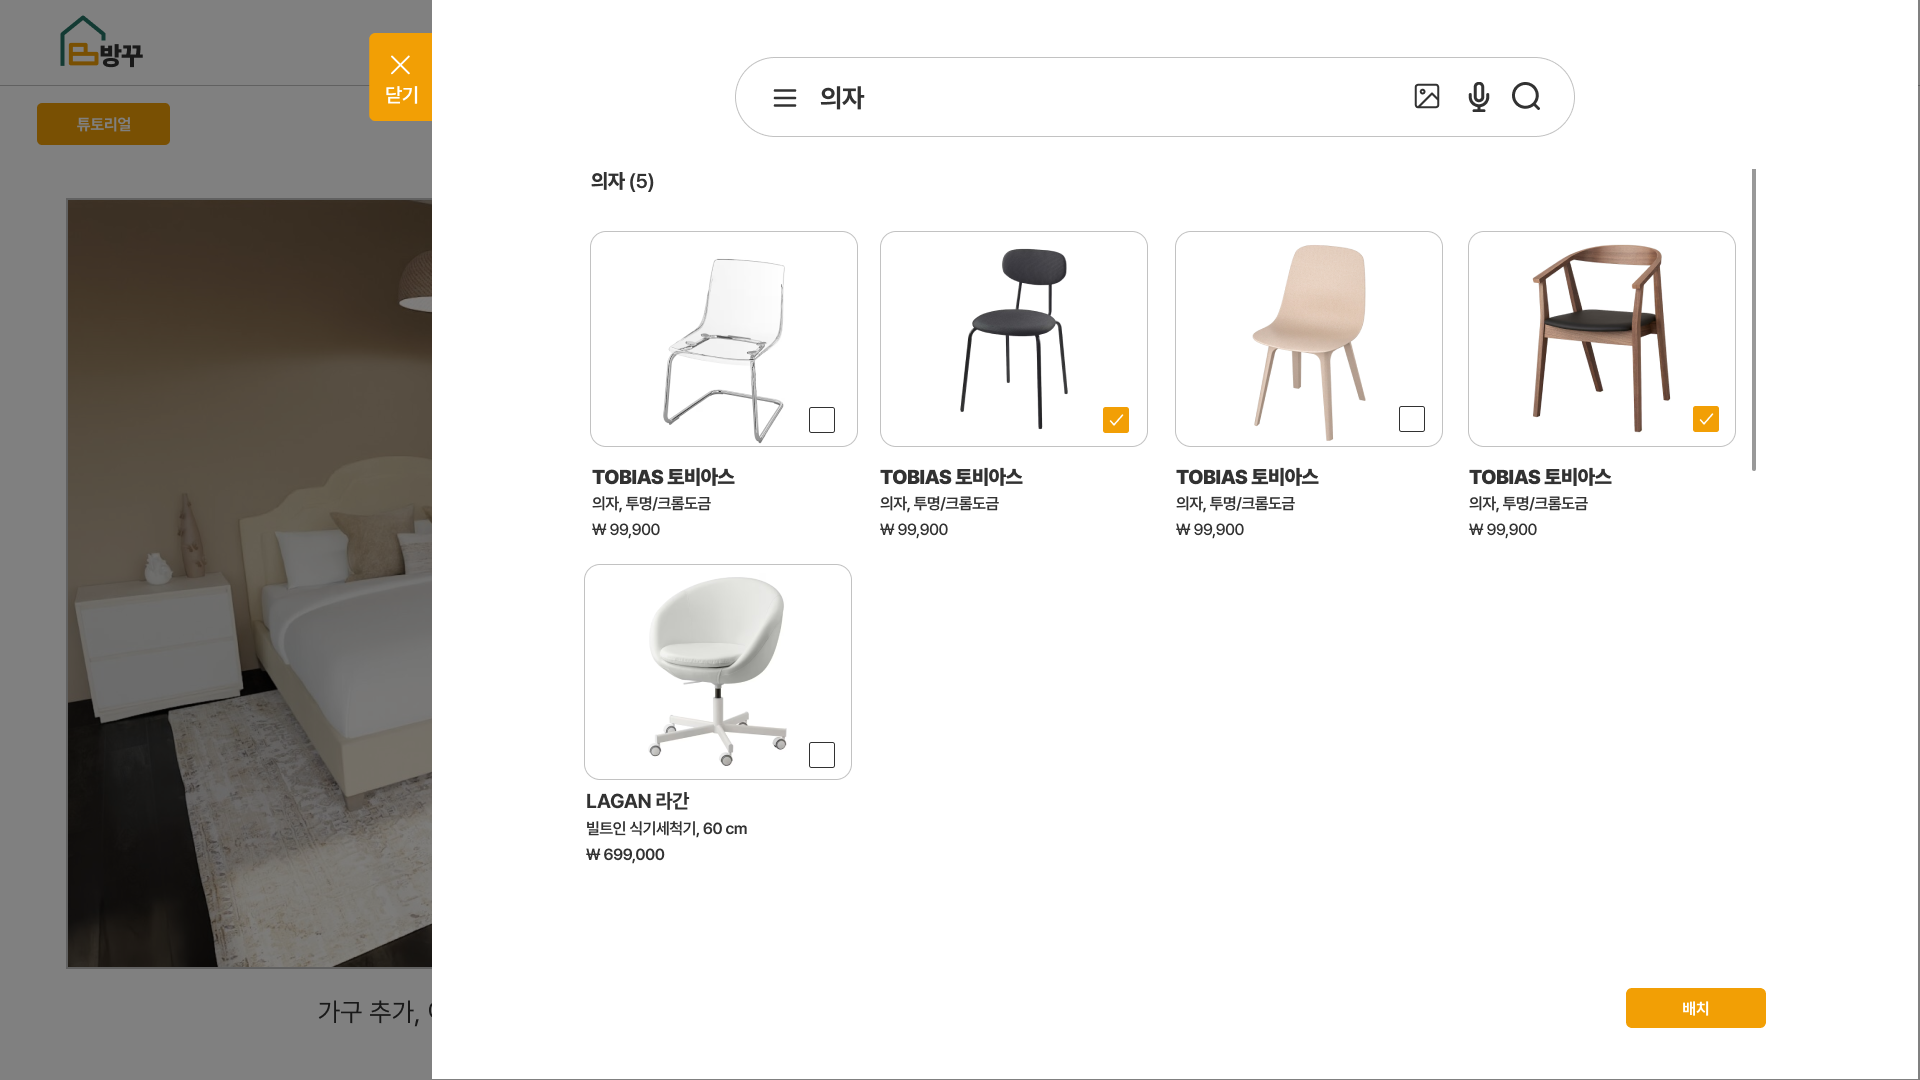 방꾸
닫기
튜토리얼
의자
의자 (5)
TOBIAS 토비아스
의자, 투명/크롬도금
₩ 99,900
TOBIAS 토비아스
의자, 투명/크롬도금
₩ 99,900
TOBIAS 토비아스
의자, 투명/크롬도금
₩ 99,900
TOBIAS 토비아스
의자, 투명/크롬도금
₩ 99,900
LAGAN 라간
빌트인 식기세척기, 60 cm
₩ 699,000
가구 추가,
배치